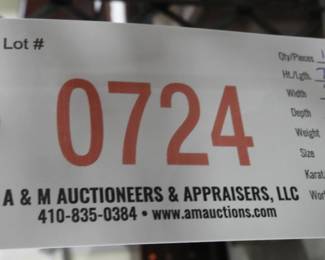 Lot #
0724
A & M AUCTIONEERS & APPRAISERS, LLC
410-835-0384 • www.amauctions.com
Qty/Pieces
Ht./Lgth.
Width
Depth
Weight
Size
Karat